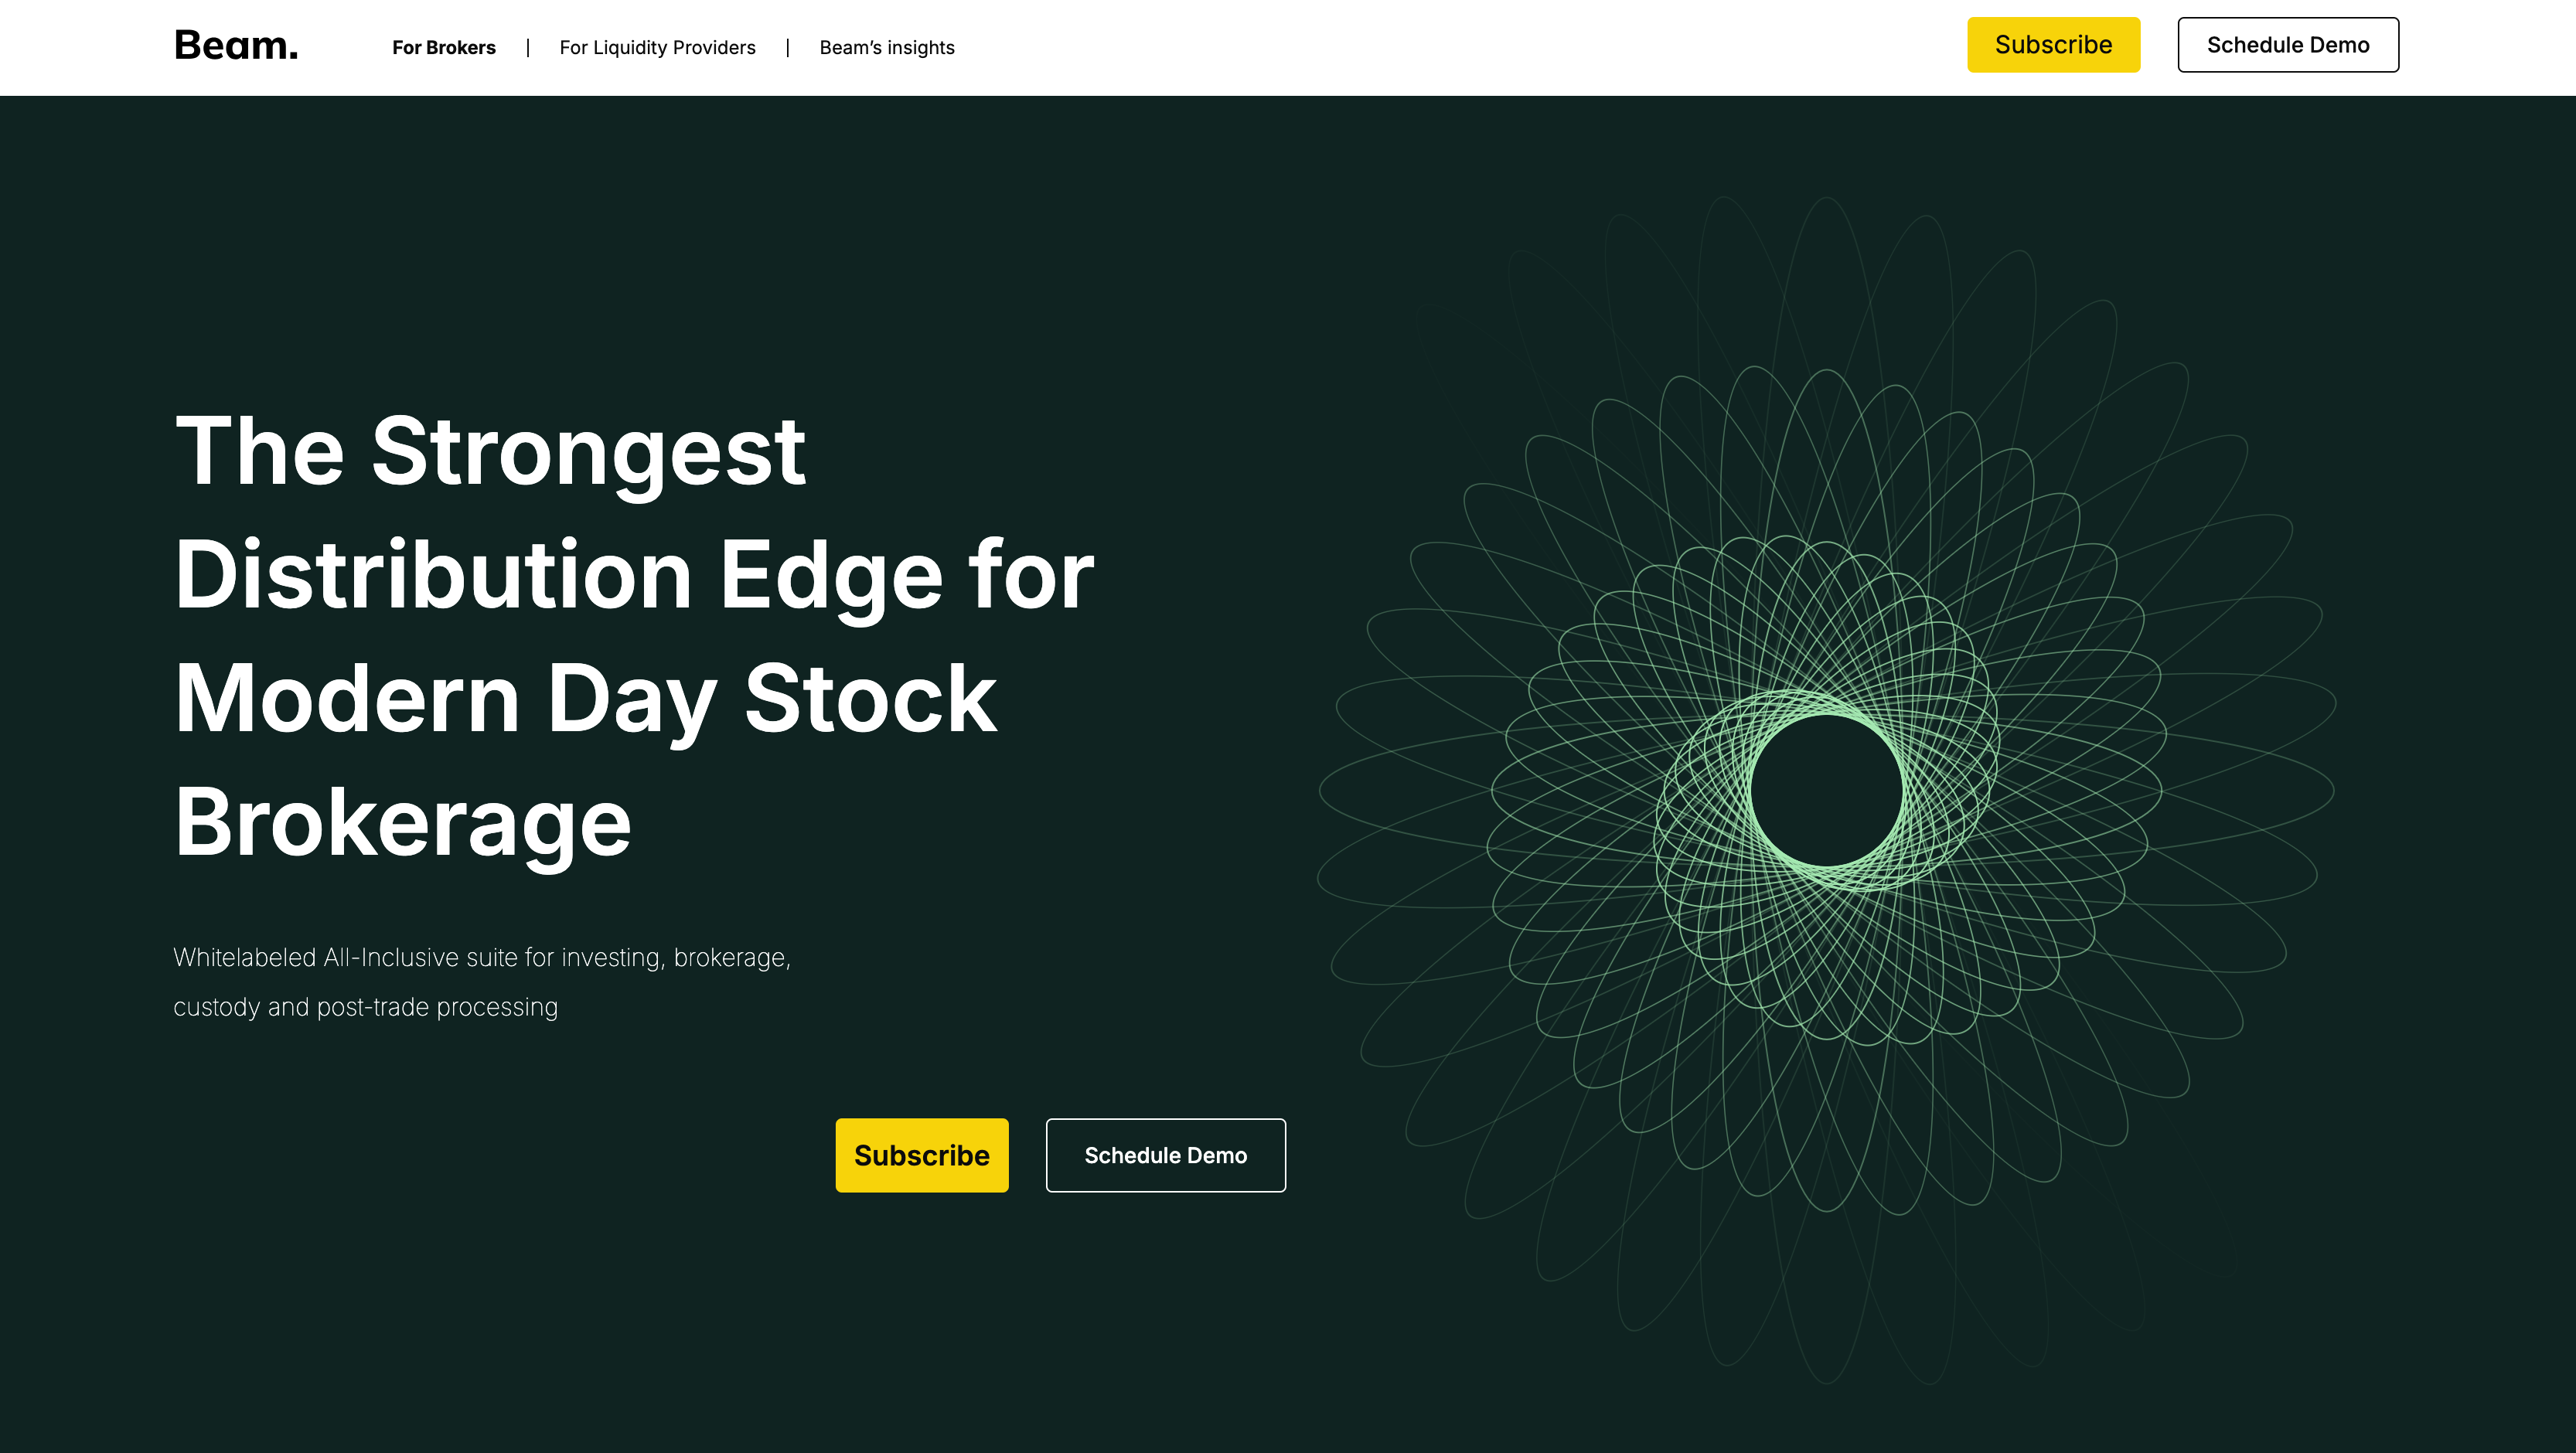 Beam.
For Brokers | For Liquidity Providers | Beam’s insights
Subscribe
Schedule Demo
The Strongest
Distribution Edge for
Modern Day Stock
Brokerage
Whitelabeled All-Inclusive suite for investing, brokerage,
custody and post-trade processing
Subscribe
Schedule Demo